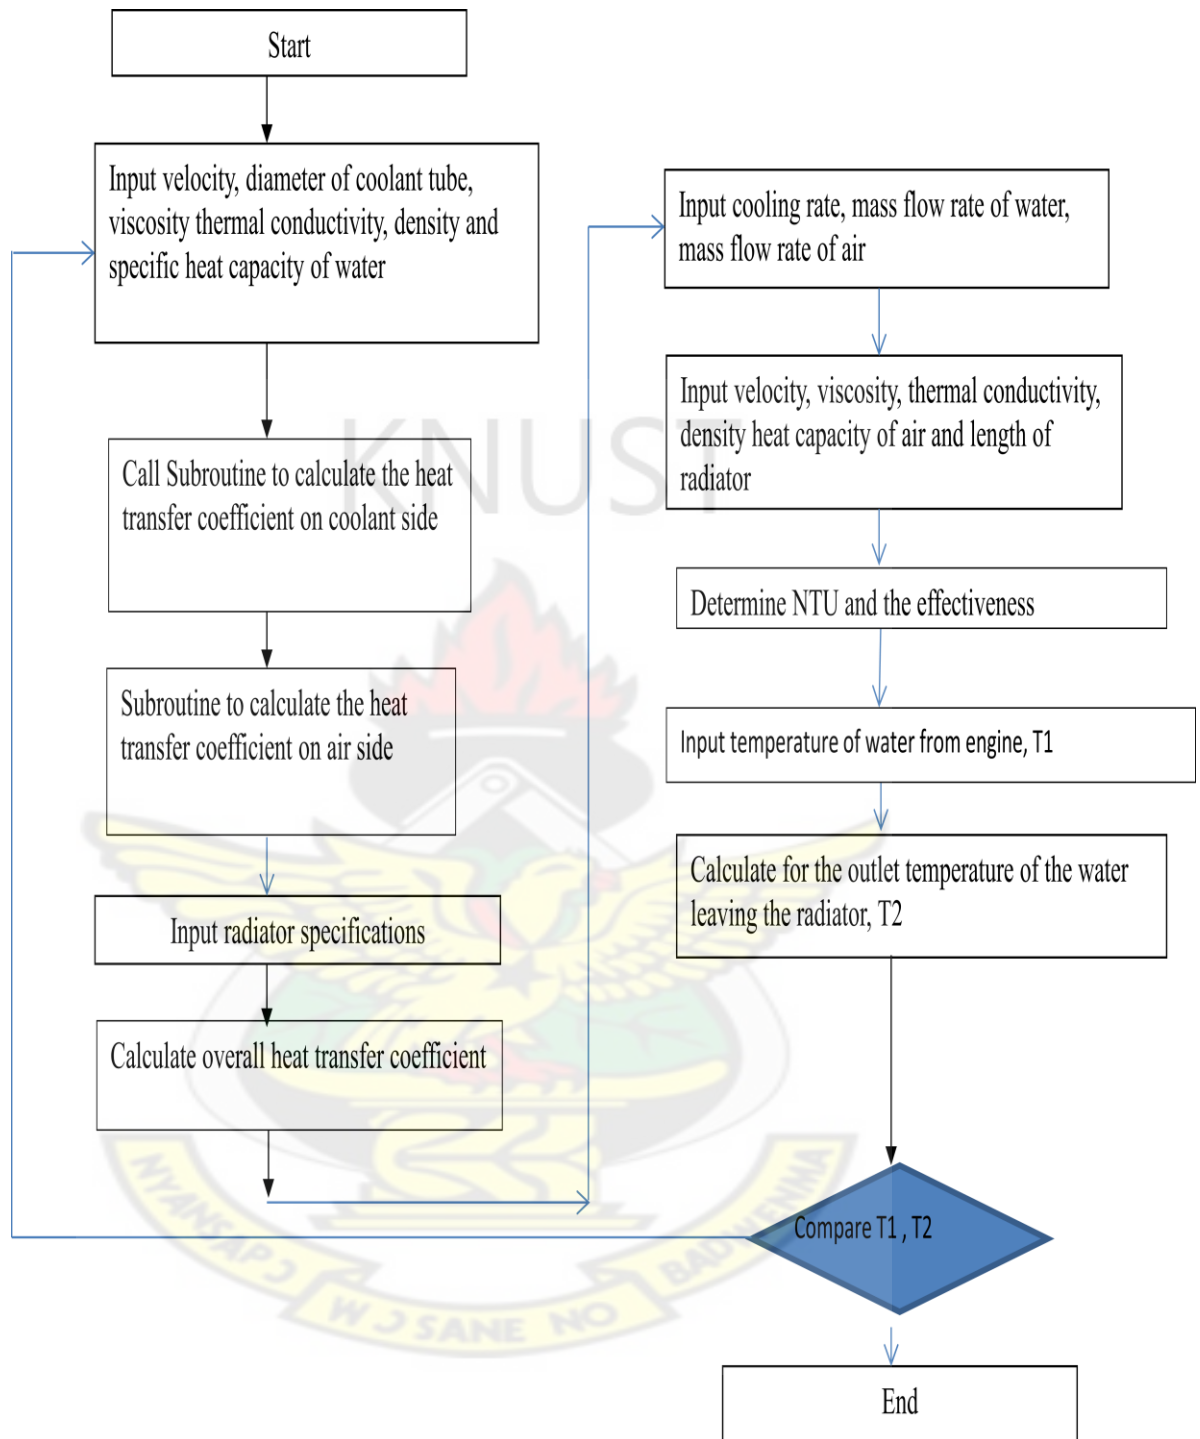 Start
Input velocity, diameter of coolant tube,
viscosity thermal conductivity, density and
specific heat capacity of water
Call Subroutine to calculate the heat
transfer coefficient on coolant side
Subroutine to calculate the heat
transfer coefficient on air side
Input radiator specifications
Calculate overall heat transfer coefficient
Input cooling rate, mass flow rate of water,
mass flow rate of air
Input velocity, viscosity, thermal conductivity,
density heat capacity of air and length of
radiator
Determine NTU and the effectiveness
Input temperature of water from engine, T1
Calculate for the outlet temperature of the water
leaving the radiator, T2
Compare T1 , T2
End
KNUST
NYANSAPƆ
WƆSANE NO
BADWENMA